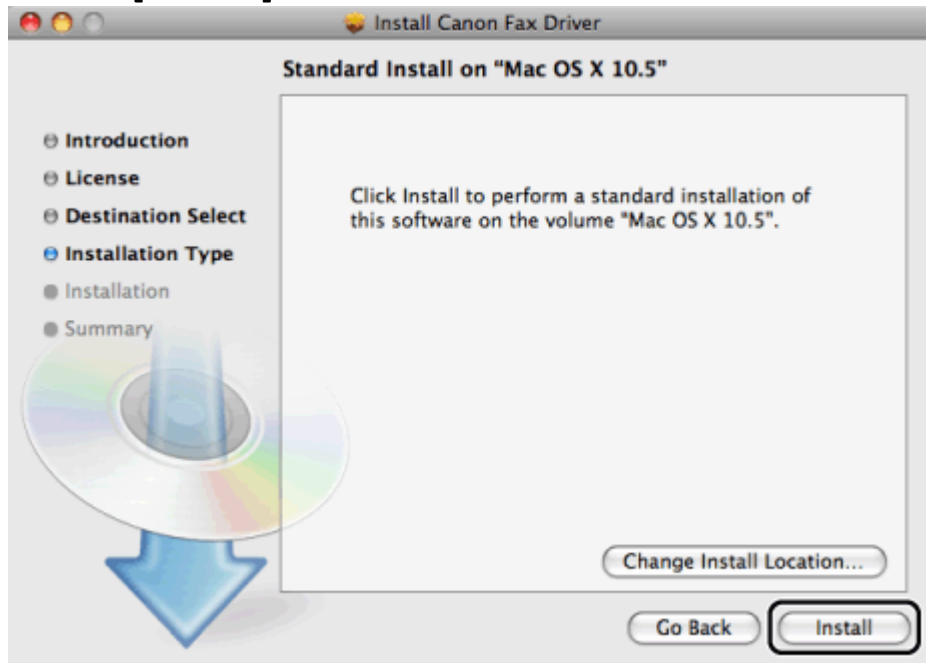 Install Canon Fax Driver
Standard Install on "Mac OS X 10.5"
Introduction
License
Destination Select
Installation Type
Installation
Summary
Click Install to perform a standard installation of
this software on the volume "Mac OS X 10.5".
Change Install Location...
Go Back
Install